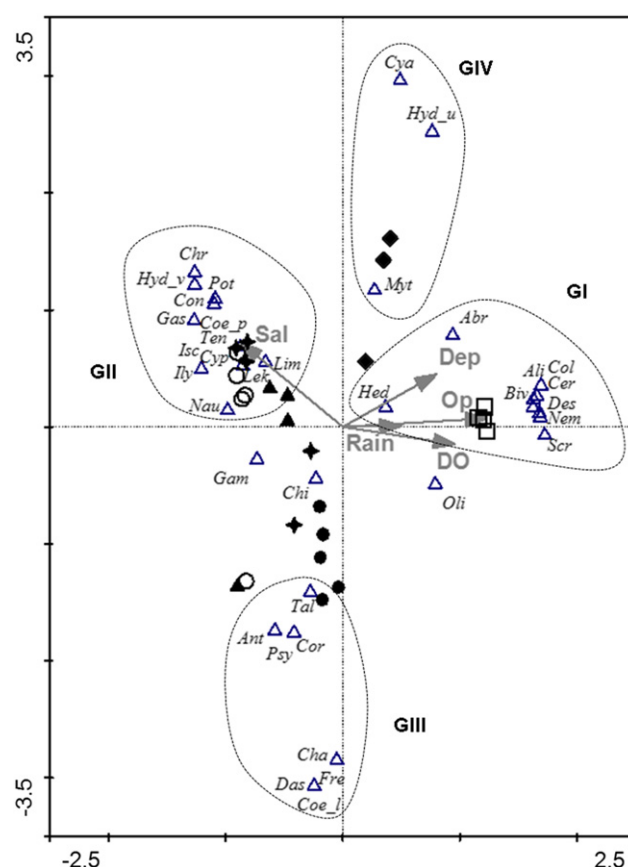 3.5
Cya
GIV
Hyd_u
Chr
Hyd_v
Pot
Con
Gas
Coe_p
Ten
Sal
Isc
Cyp
Lim
Ily
Lek
GII
Nau
Myt
GI
Abr
Dep
Col
Ali
Cer
Hed
Op
Biv
Des
Nem
Rain
DO
Scr
Gam
Chi
Oli
Tal
Ant
Cor
Psy
GIII
Cha
Das
Fre
Coe_l
-3.5
-2.5
2.5